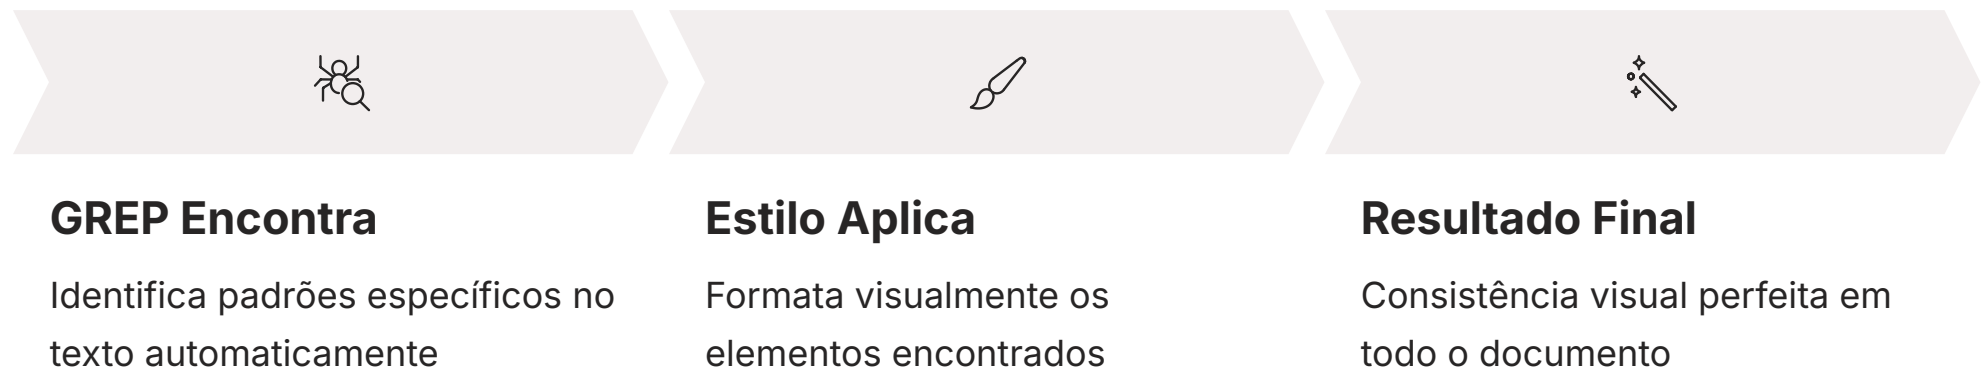 GREP Encontra
Identifica padrões específicos no
texto automaticamente
Estilo Aplica
Formata visualmente os
elementos encontrados
Resultado Final
Consistência visual perfeita em
todo o documento